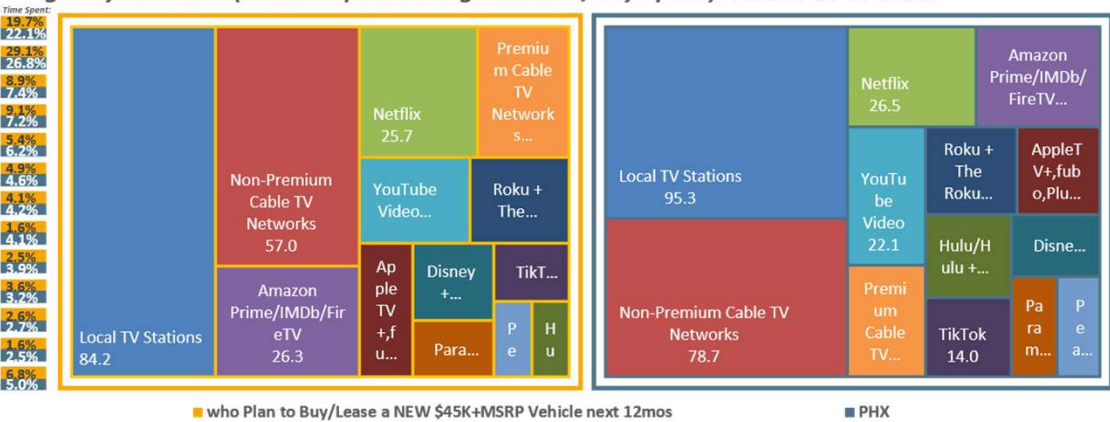 Time Spent:
19.7%
22.1%
29.1%
26.8%
8.9%
7.4%
9.1%
7.2%
5.4%
6.2%
4.9%
4.6%
4.1%
4.2%
1.6%
4.1%
2.5%
3.9%
3.6%
3.2%
2.6%
2.7%
1.6%
2.5%
6.8%
5.0%
Local TV Stations
84.2
Non-Premium
Cable TV
Networks
57.0
Amazon
Prime/IMDb/Fir
eTV
26.3
Netflix
25.7
Premiu
m Cable
TV
Network
s...
YouTube
Video...
Roku +
The...
Ap
ple
TV
+,f
u...
Disney
+...
TikT...
Para...
P
e
H
u
Local TV Stations
95.3
Non-Premium Cable TV
Networks
78.7
Netflix
26.5
Amazon
Prime/IMDb/
FireTV...
YouTu
be
Video
22.1
Roku +
The
Roku...
AppleT
V+,fub
o,Plu...
Hulu/H
ulu +...
Disne...
Premi
um
Cable
TV...
TikTok
14.0
Pa
ra
m...
P
e
a...
who Plan to Buy/Lease a NEW $45K+MSRP Vehicle next 12mos
PHX